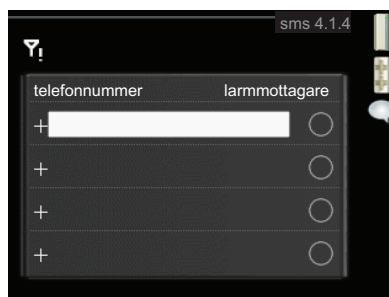 sms 4.1.4
telefonnummer larmmottagare
+
+
+
+